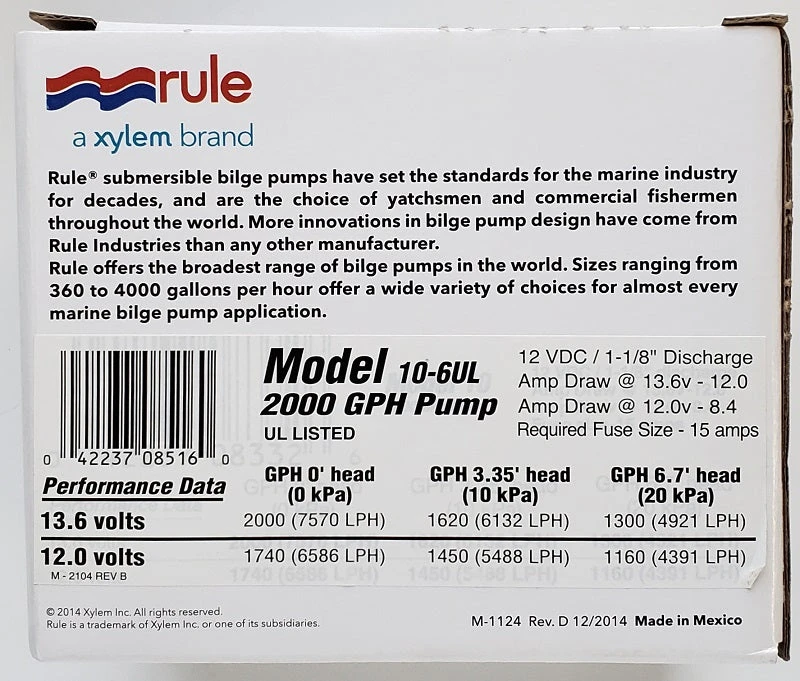 rule
a xylem brand
Rule® submersible bilge pumps have set the standards for the marine industry
for decades, and are the choice of yatchsmen and commercial fishermen
throughout the world. More innovations in bilge pump design have come from
Rule Industries than any other manufacturer.
Rule offers the broadest range of bilge pumps in the world. Sizes ranging from
360 to 4000 gallons per hour offer a wide variety of choices for almost every
marine bilge pump application.
Model 10-6UL
2000 GPH Pump
UL LISTED
12 VDC / 1-1/8" Discharge
Amp Draw @ 13.6v - 12.0
Amp Draw @ 12.0v - 8.4
Required Fuse Size - 15 amps
0 42237 08516 0
Performance Data
GPH 0' head GPH 3.35' head GPH 6.7' head
(0 kPa) (10 kPa) (20 kPa)
13.6 volts 2000 (7570 LPH) 1620 (6132 LPH) 1300 (4921 LPH)
12.0 volts 1740 (6586 LPH) 1450 (5488 LPH) 1160 (4391 LPH)
M - 2104 REV B
© 2014 Xylem Inc. All rights reserved.
Rule is a trademark of Xylem Inc. or one of its subsidiaries.
M-1124 Rev. D 12/2014 Made in Mexico